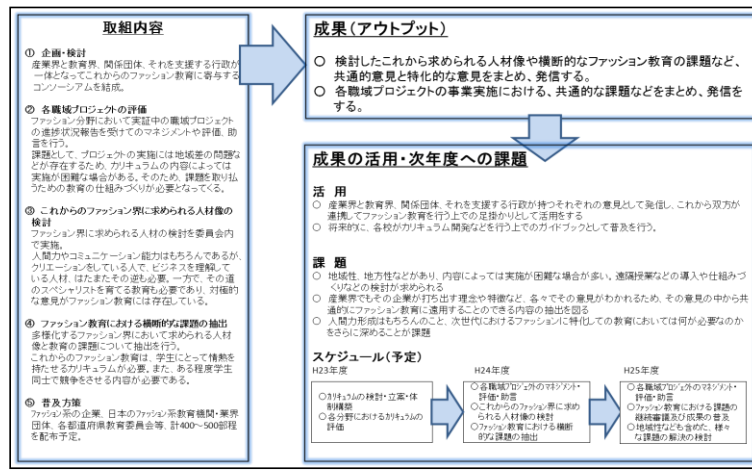 取組内容
① 企画・検討
産業界と教育界、関係団体、それを支援する行政が
一体となってこれからのファッション教育に寄与する
コンソーシアムを結成。
② 各職域プロジェクトの評価
ファッション分野において実証中の職域プロジェクト
の進捗状況報告を受けてのマネジメントや評価、助
言を行う。
課題として、プロジェクトの実施には地域差の問題な
どが存在するため、カリキュラムの内容によっては
実施が困難な場合がある。そのため、課題を取り払
うための教育の仕組みづくりが必要となってくる。
③ これからのファッション界に求められる人材像の
検討
ファッション界に求められる人材の検討を委員会内
で実施。
人間力やコミュニケーション能力はもちろんであるが、
クリエーションをしている人で、ビジネスを理解して
いる人材、はたまたその逆も必要。一方で、その道
のスペシャリストを育てる教育も必要であり、対極的
な意見がファッション教育には存在している。
④ ファッション教育における横断的な課題の抽出
多様化するファッション界において求められる人材
像と教育の課題について抽出を行う。
これからのファッション教育は、学生にとって情熱を
持たせるカリキュラムが必要。また、ある程度学生
同士で競争をさせる内容が必要である。
⑤ 普及方策
ファッション系の企業、日本のファッション系教育機関・業界
団体、各都道府県教育委員会等、計400～500部程
を配布予定。
成果（アウトプット）
○ 検討したこれから求められる人材像や横断的なファッション教育の課題など、
共通的意見と特化的な意見をまとめ、発信する。
○ 各職域プロジェクトの事業実施における、共通的な課題などをまとめ、発信を
する。
成果の活用・次年度への課題
活 用
○ 産業界と教育界、関係団体、それを支援する行政が持つそれぞれの意見として発信し、これから双方が
連携してファッション教育を行う上での足掛かりとして活用をする
○ 将来的に、各校がカリキュラム開発などを行う上でのガイドブックとして普及を行う。
課 題
○ 地域性、地方性などがあり、内容によっては実施が困難な場合が多い。遠隔授業などの導入や仕組みづ
くりなどの検討が求められる
○ 産業界でもその企業が打ち出す理念や特徴など、各々でその意見がわかれるため、その意見の中から共
通的にファッション教育に適用することのできる内容の抽出を図る
○ 人間力形成はもちろんのこと、次世代におけるファッションに特化しての教育においては何が必要なのか
をさらに深めることが課題
スケジュール（予定）
H23年度
○カリキュラムの検討・立案・体
制構築
○各分野におけるカリキュラムの
評価
H24年度
○各職域プロジェクトのマネジメント・
評価・助言
○これからのファッション界に求め
られる人材像の検討
○ファッション教育における横断
的な課題の抽出
H25年度
○各職域プロジェクトのマネジメント・
評価・助言
○ファッション教育における課題の
継続審議及び成果の普及
○地域性なども含めた、様々
な課題の解決の検討